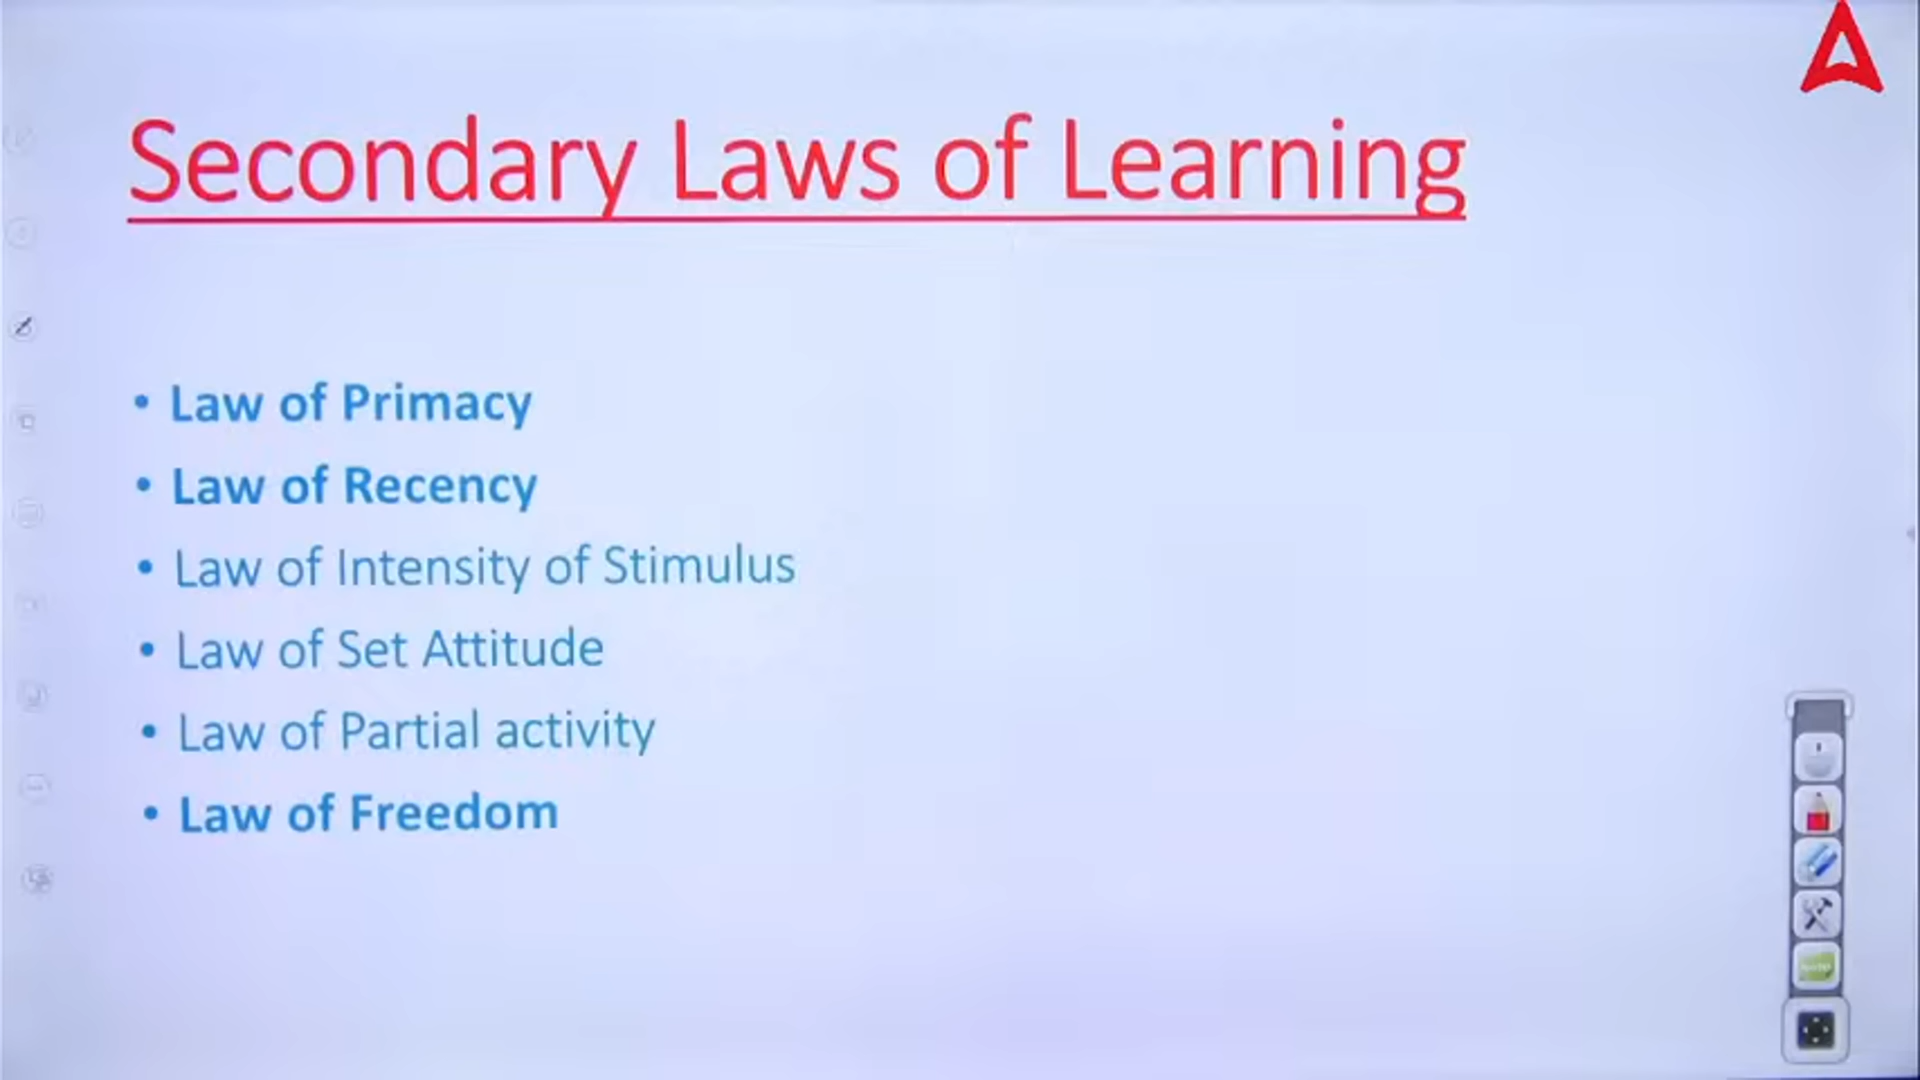 Secondary Laws of Learning
• Law of Primacy
• Law of Recency
• Law of Intensity of Stimulus
• Law of Set Attitude
• Law of Partial activity
• Law of Freedom